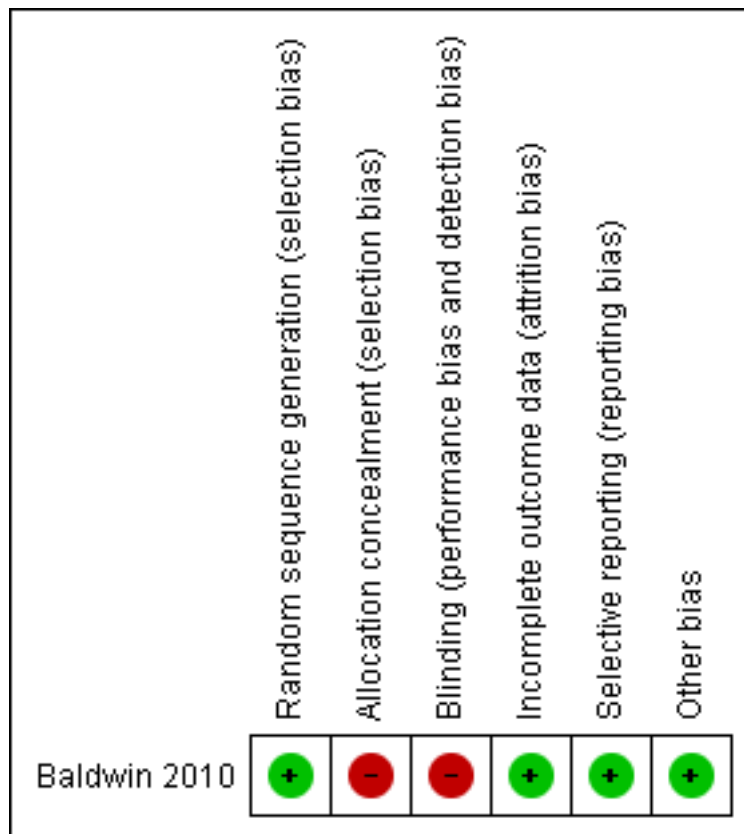 Random sequence generation (selection bias)
Allocation concealment (selection bias)
Blinding (performance bias and detection bias)
Incomplete outcome data (attrition bias)
Selective reporting (reporting bias)
Other bias
Baldwin 2010 + - - + + +